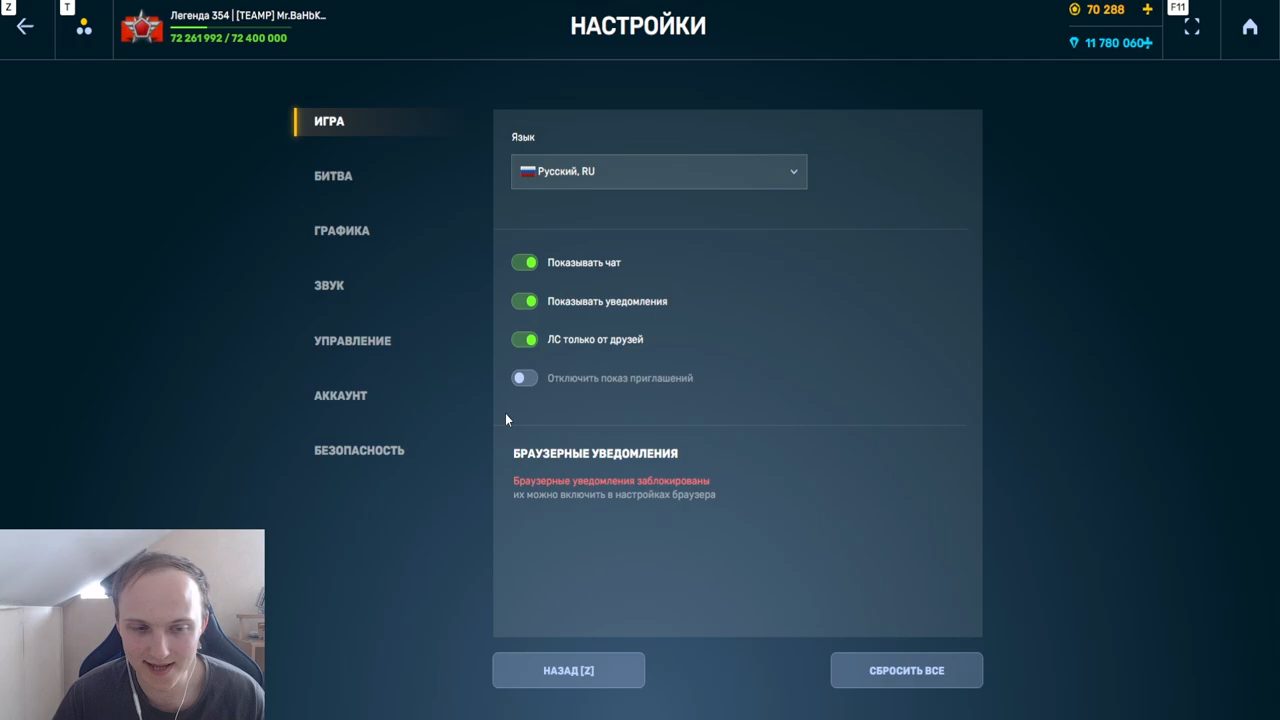 Z
T
Легенда 354 | [TEAMP] Mr.BaHbK...
72 261 992 / 72 400 000
НАСТРОЙКИ
70 288
11 780 060
F11
ИГРА
БИТВА
ГРАФИКА
ЗВУК
УПРАВЛЕНИЕ
АККАУНТ
БЕЗОПАСНОСТЬ
Язык
Русский, RU
Показывать чат
Показывать уведомления
ЛС только от друзей
Отключить показ приглашений
БРАУЗЕРНЫЕ УВЕДОМЛЕНИЯ
Браузерные уведомления заблокированы
их можно включить в настройках браузера
НАЗАД [Z]
СБРОСИТЬ ВСЕ